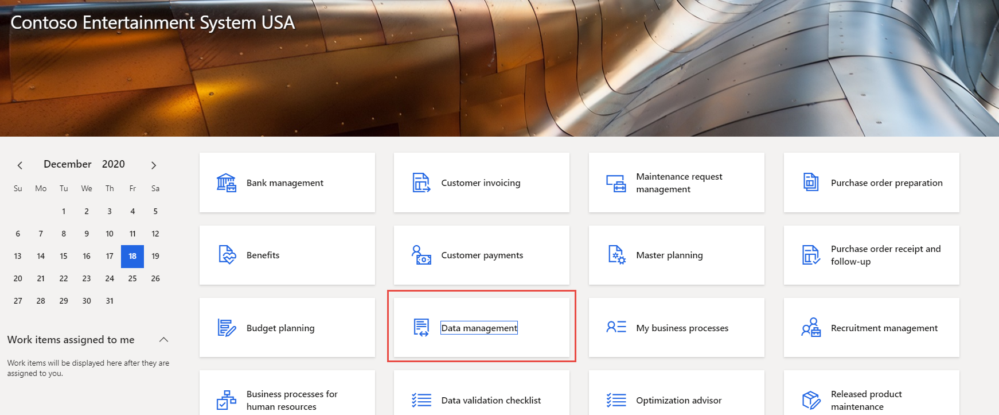 Contoso Entertainment System USA
December 2020
Su Mo Tu We Th Fr Sa
1 2 3 4 5
6 7 8 9 10 11 12
13 14 15 16 17 18 19
20 21 22 23 24 25 26
27 28 29 30 31
Work items assigned to me
Work items will be displayed here after they are
assigned to you.
Bank management
Customer invoicing
Maintenance request
management
Purchase order preparation
Benefits
Customer payments
Master planning
Purchase order receipt and
follow-up
Budget planning
Data management
My business processes
Recruitment management
Business processes for
human resources
Data validation checklist
Optimization advisor
Released product
maintenance